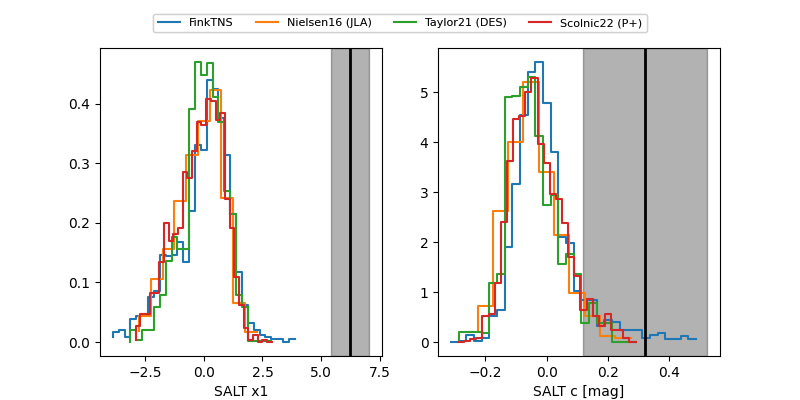 FinkTNS Nielsen16 (JLA) Taylor21 (DES) Scolnic22 (P+)
0.4
0.3
0.2
0.1
0.0
−2.5 0.0 2.5 5.0 7.5
SALT x1
5
4
3
2
1
0
−0.2 0.0 0.2 0.4
SALT c [mag]